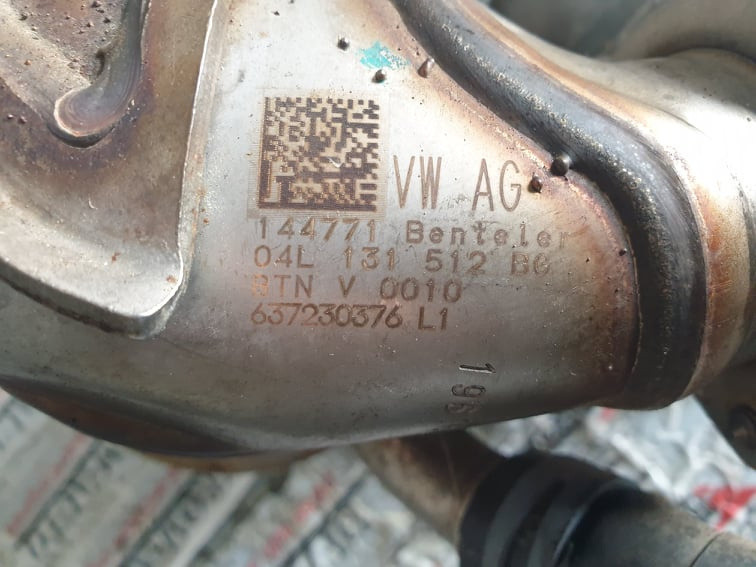 VW AG
144771 Benteler
04L 131 512 BG
BTN V 0010
637230376 L1